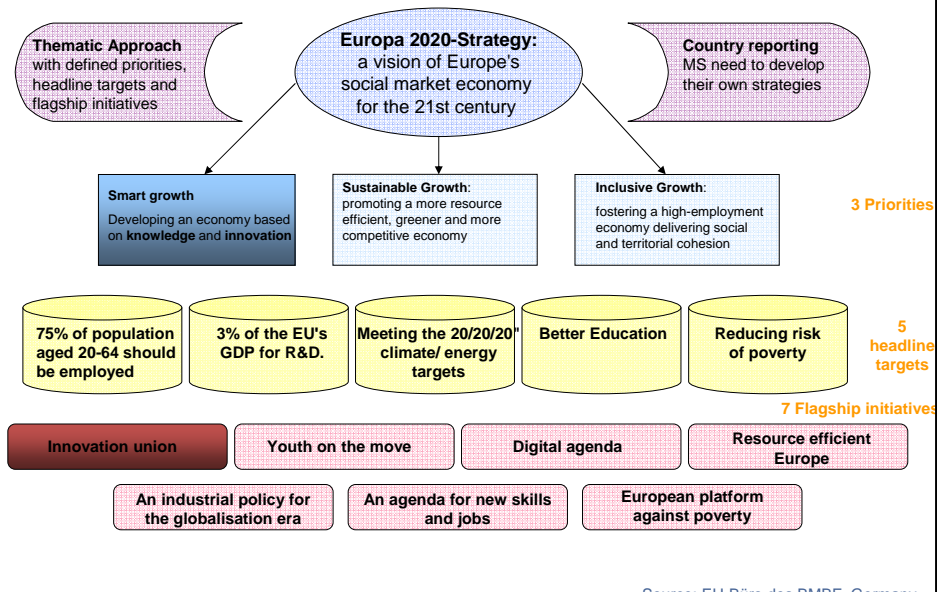 Thematic Approach
with defined priorities,
headline targets and
flagship initiatives
Europa 2020-Strategy:
a vision of Europe's
social market economy
for the 21st century
Country reporting
MS need to develop
their own strategies
Smart growth
Developing an economy based
on knowledge and innovation
Sustainable Growth:
promoting a more resource
efficient, greener and more
competitive economy
Inclusive Growth:
fostering a high-employment
economy delivering social
and territorial cohesion
3 Priorities
75% of population
aged 20-64 should
be employed
3% of the EU's
GDP for R&D.
Meeting the 20/20/20"
climate/ energy
targets
Better Education
Reducing risk
of poverty
5
headline
targets
7 Flagship initiatives
Innovation union
Youth on the move
Digital agenda
Resource efficient
Europe
An industrial policy for
the globalisation era
An agenda for new skills
and jobs
European platform
against poverty
Source: EU-Büro des BMBF, Germany